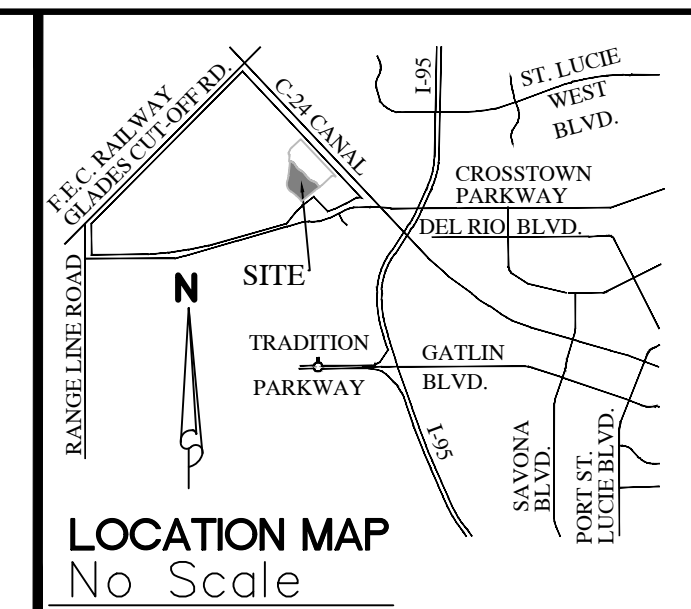 F.E.C. RAILWAY
GLADES CUT-OFF RD.
C-24 CANAL
I-95
ST. LUCIE
WEST
BLVD.
CROSSTOWN
PARKWAY
DEL RIO BLVD.
SITE
N
RANGE LINE ROAD
TRADITION
PARKWAY
GATLIN
BLVD.
I-95
SAVONA
BLVD.
PORT ST.
LUCIE BLVD.
LOCATION MAP
No Scale